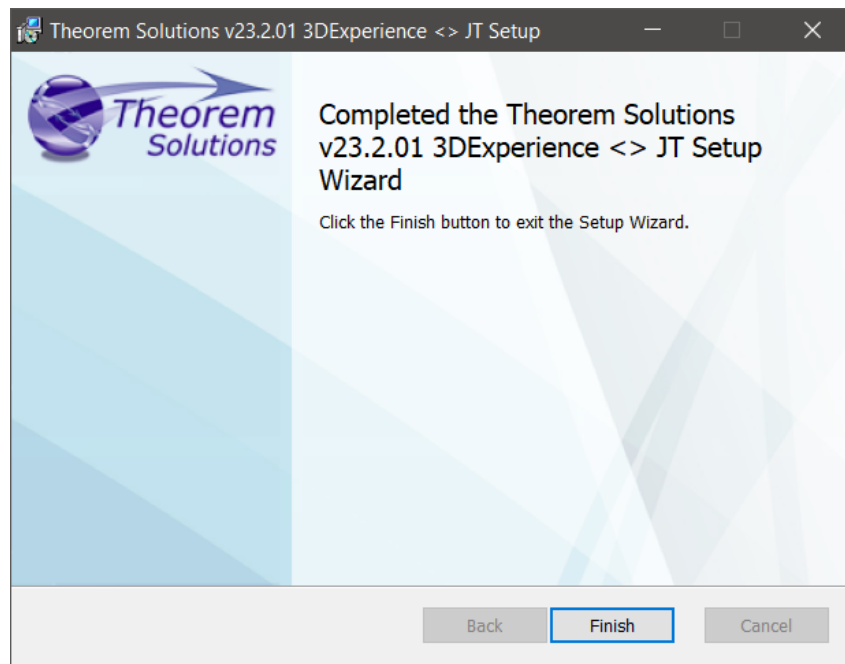 Theorem Solutions v23.2.01 3DExperience <> JT Setup
Theorem
Solutions
Completed the Theorem Solutions
v23.2.01 3DExperience <> JT Setup
Wizard
Click the Finish button to exit the Setup Wizard.
Back Finish Cancel